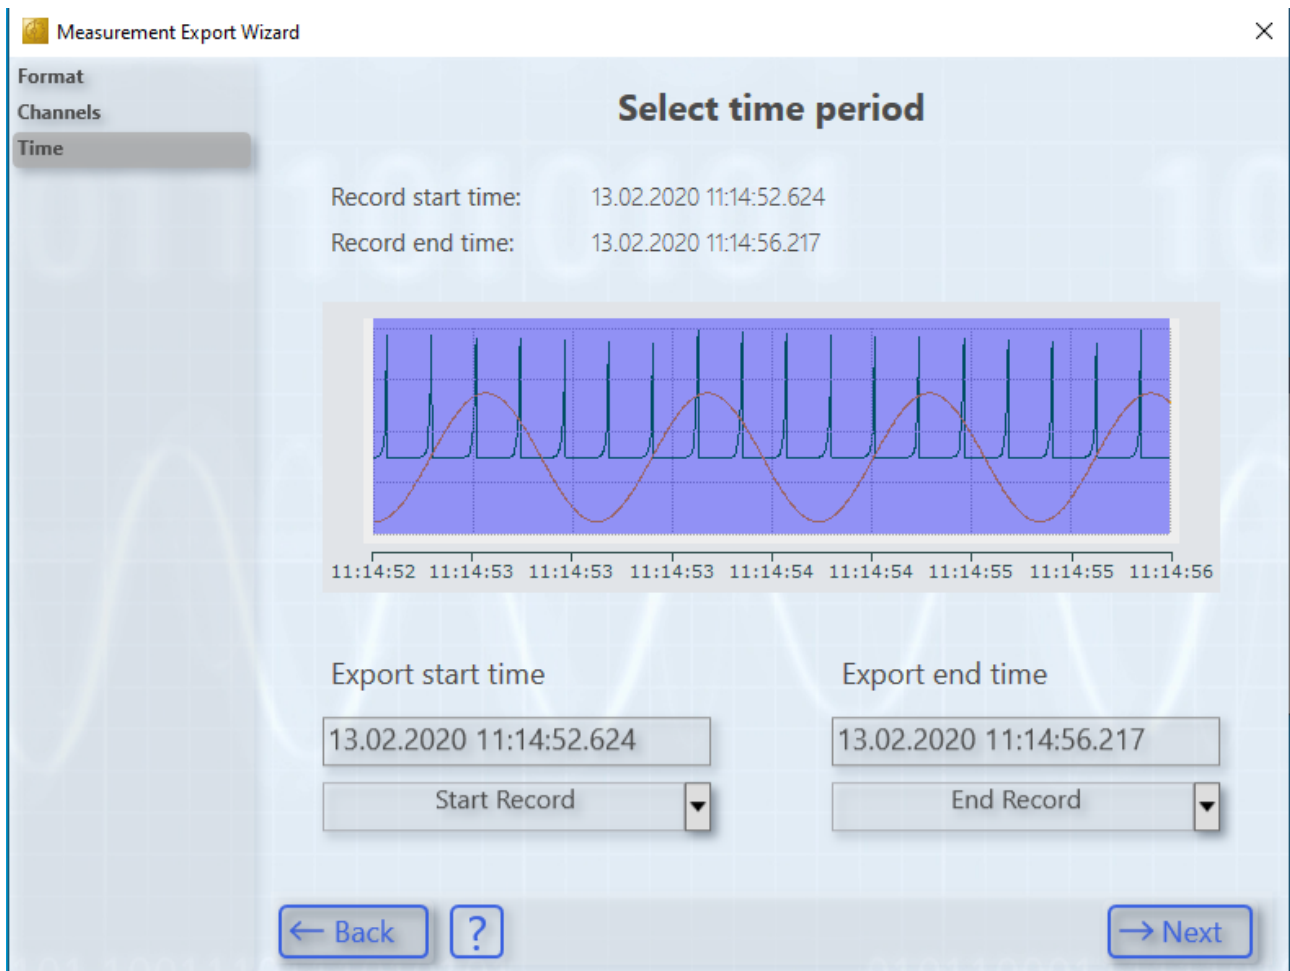 Measurement Export Wizard
Format
Channels
Time
Select time period
Record start time: 13.02.2020 11:14:52.624
Record end time: 13.02.2020 11:14:56.217
11:14:52 11:14:53 11:14:53 11:14:53 11:14:54 11:14:54 11:14:55 11:14:55 11:14:56
Export start time Export end time
13.02.2020 11:14:52.624 13.02.2020 11:14:56.217
Start Record End Record
← Back ? → Next